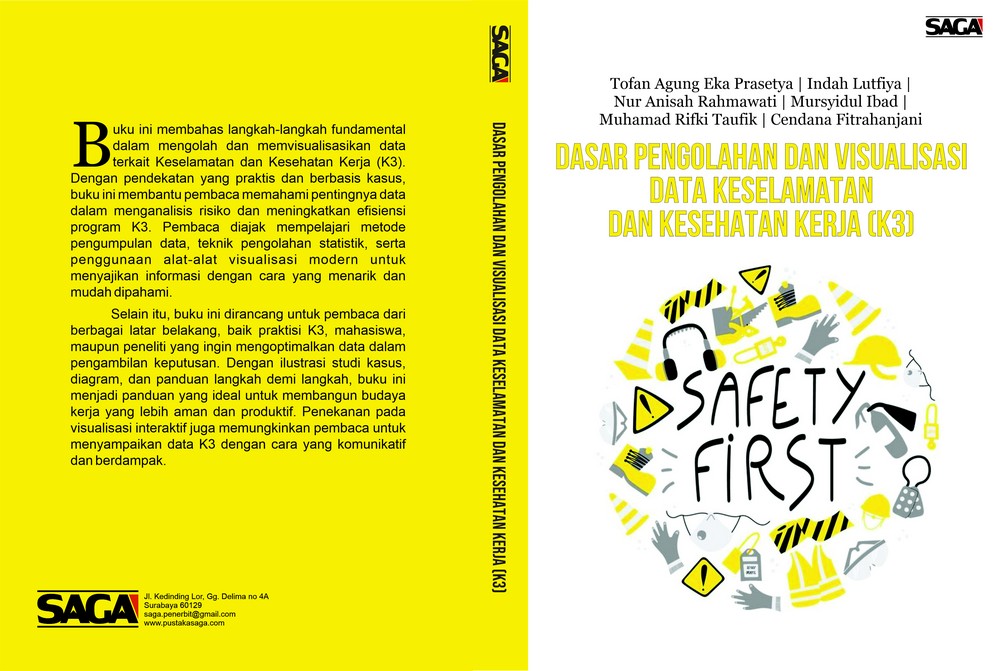 Buku ini membahas langkah-langkah fundamental
dalam mengolah dan memvisualisasikan data
terkait Keselamatan dan Kesehatan Kerja (K3).
Dengan pendekatan yang praktis dan berbasis kasus,
buku ini membantu pembaca memahami pentingnya data
dalam menganalisis risiko dan meningkatkan efisiensi
program K3. Pembaca diajak mempelajari metode
pengumpulan data, teknik pengolahan statistik, serta
penggunaan alat-alat visualisasi modern untuk
menyajikan informasi dengan cara yang menarik dan
mudah dipahami.
Selain itu, buku ini dirancang untuk pembaca dari
berbagai latar belakang, baik praktisi K3, mahasiswa,
maupun peneliti yang ingin mengoptimalkan data dalam
pengambilan keputusan. Dengan ilustrasi studi kasus,
diagram, dan panduan langkah demi langkah, buku ini
menjadi panduan yang ideal untuk membangun budaya
kerja yang lebih aman dan produktif. Penekanan pada
visualisasi interaktif juga memungkinkan pembaca untuk
menyampaikan data K3 dengan cara yang komunikatif
dan berdampak.
SAGA
Jl. Kedinding Lor, Gg. Delima no 4A
Surabaya 60129
saga.penerbit@gmail.com
www.pustakasaga.com
SAGA
DASAR PENGOLAHAN DAN VISUALISASI DATA KESELAMATAN DAN KESEHATAN KERJA (K3)
SAGA
Tofan Agung Eka Prasetya | Indah Lutfiya |
Nur Anisah Rahmawati | Mursyidul Ibad |
Muhamad Rifki Taufik | Cendana Fitrahanjani
DASAR PENGOLAHAN DAN VISUALISASI
DATA KESELAMATAN
DAN KESEHATAN KERJA (K3)
SAFETY
FIRST